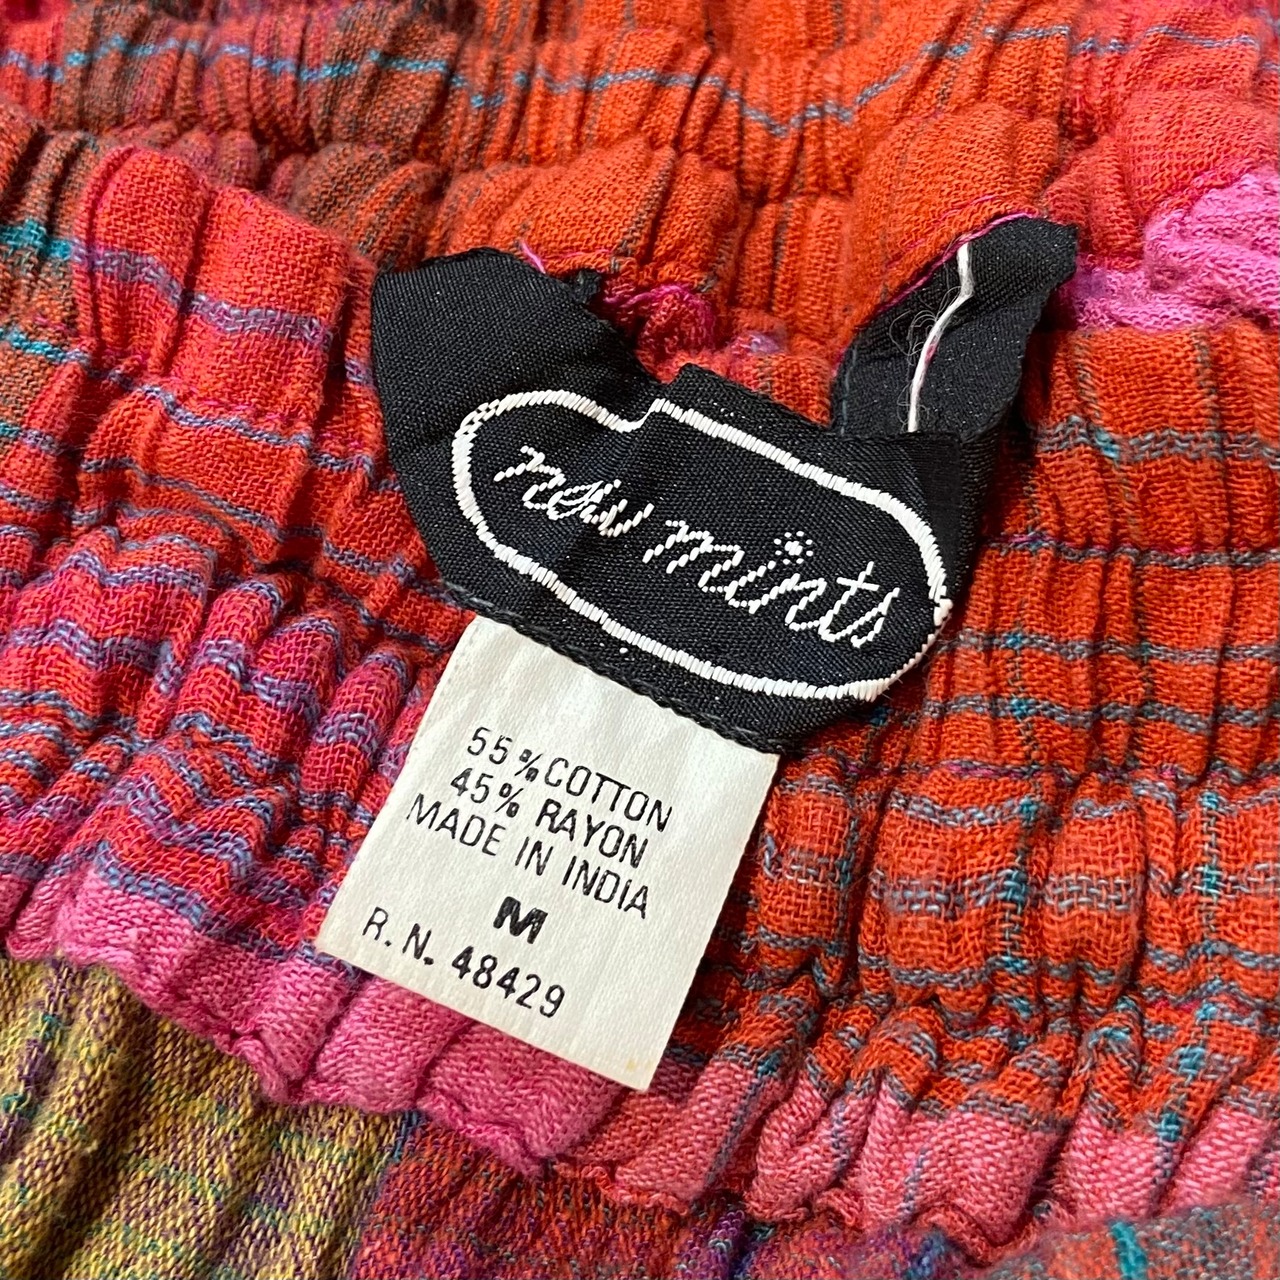 new mints
55% COTTON
45% RAYON
MADE IN INDIA
M
R.N. 48429